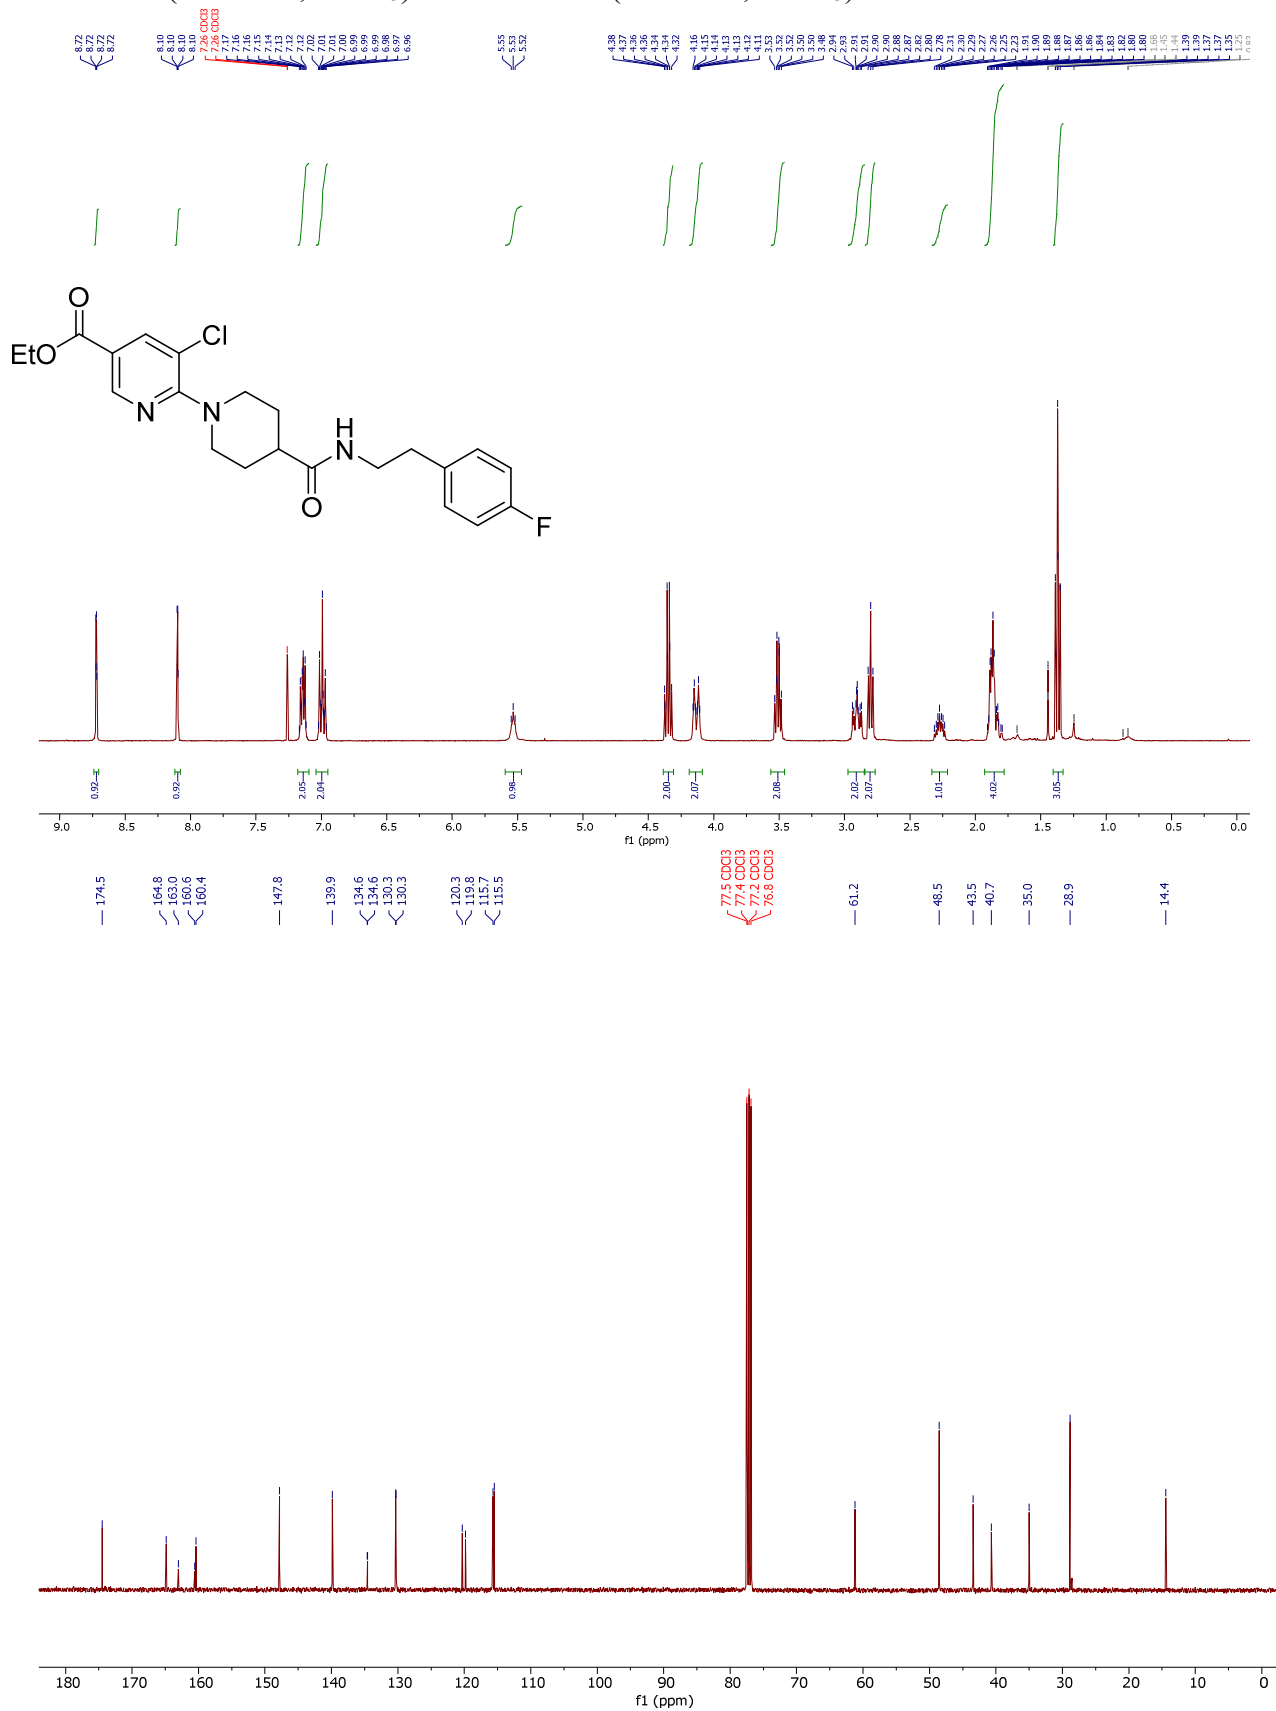 8.72 8.72 8.72 8.72 8.10 8.10 8.10 8.10 7.26 CDCl3 7.26 CDCl3 7.17 7.16 7.16 7.15 7.14 7.13 7.12 7.12 7.02 7.01 7.01 7.00 6.99 6.99 6.98 6.97 6.96 5.55 5.53 5.52 4.38 4.37 4.36 4.36 4.34 4.34 4.32 4.16 4.15 4.14 4.13 4.13 4.12 4.11 3.53 3.52 3.52 3.50 3.50 3.48 2.94 2.93 2.91 2.91 2.90 2.90 2.88 2.87 2.82 2.80 2.78 2.31 2.30 2.29 2.27 2.26 2.25 2.23 1.91 1.90 1.89 1.88 1.87 1.86 1.86 1.84 1.83 1.82 1.80 1.80 1.68 1.45 1.44 1.39 1.39 1.37 1.37 1.35 1.25
O
Cl
EtO
N
N
H
N
O
F
0.92 0.92 2.05 2.04 0.98 2.00 2.07 2.08 2.02 2.07 1.01 4.02 3.05
9.0 8.5 8.0 7.5 7.0 6.5 6.0 5.5 5.0 4.5 4.0 3.5 3.0 2.5 2.0 1.5 1.0 0.5 0.0
f1 (ppm)
174.5 164.8 163.0 160.6 160.4 147.8 139.9 134.6 134.6 130.3 130.3 120.3 119.8 115.7 115.5 77.5 CDCl3 77.4 CDCl3 77.2 CDCl3 76.8 CDCl3 61.2 48.5 43.5 40.7 35.0 28.9 14.4
180 170 160 150 140 130 120 110 100 90 80 70 60 50 40 30 20 10 0
f1 (ppm)